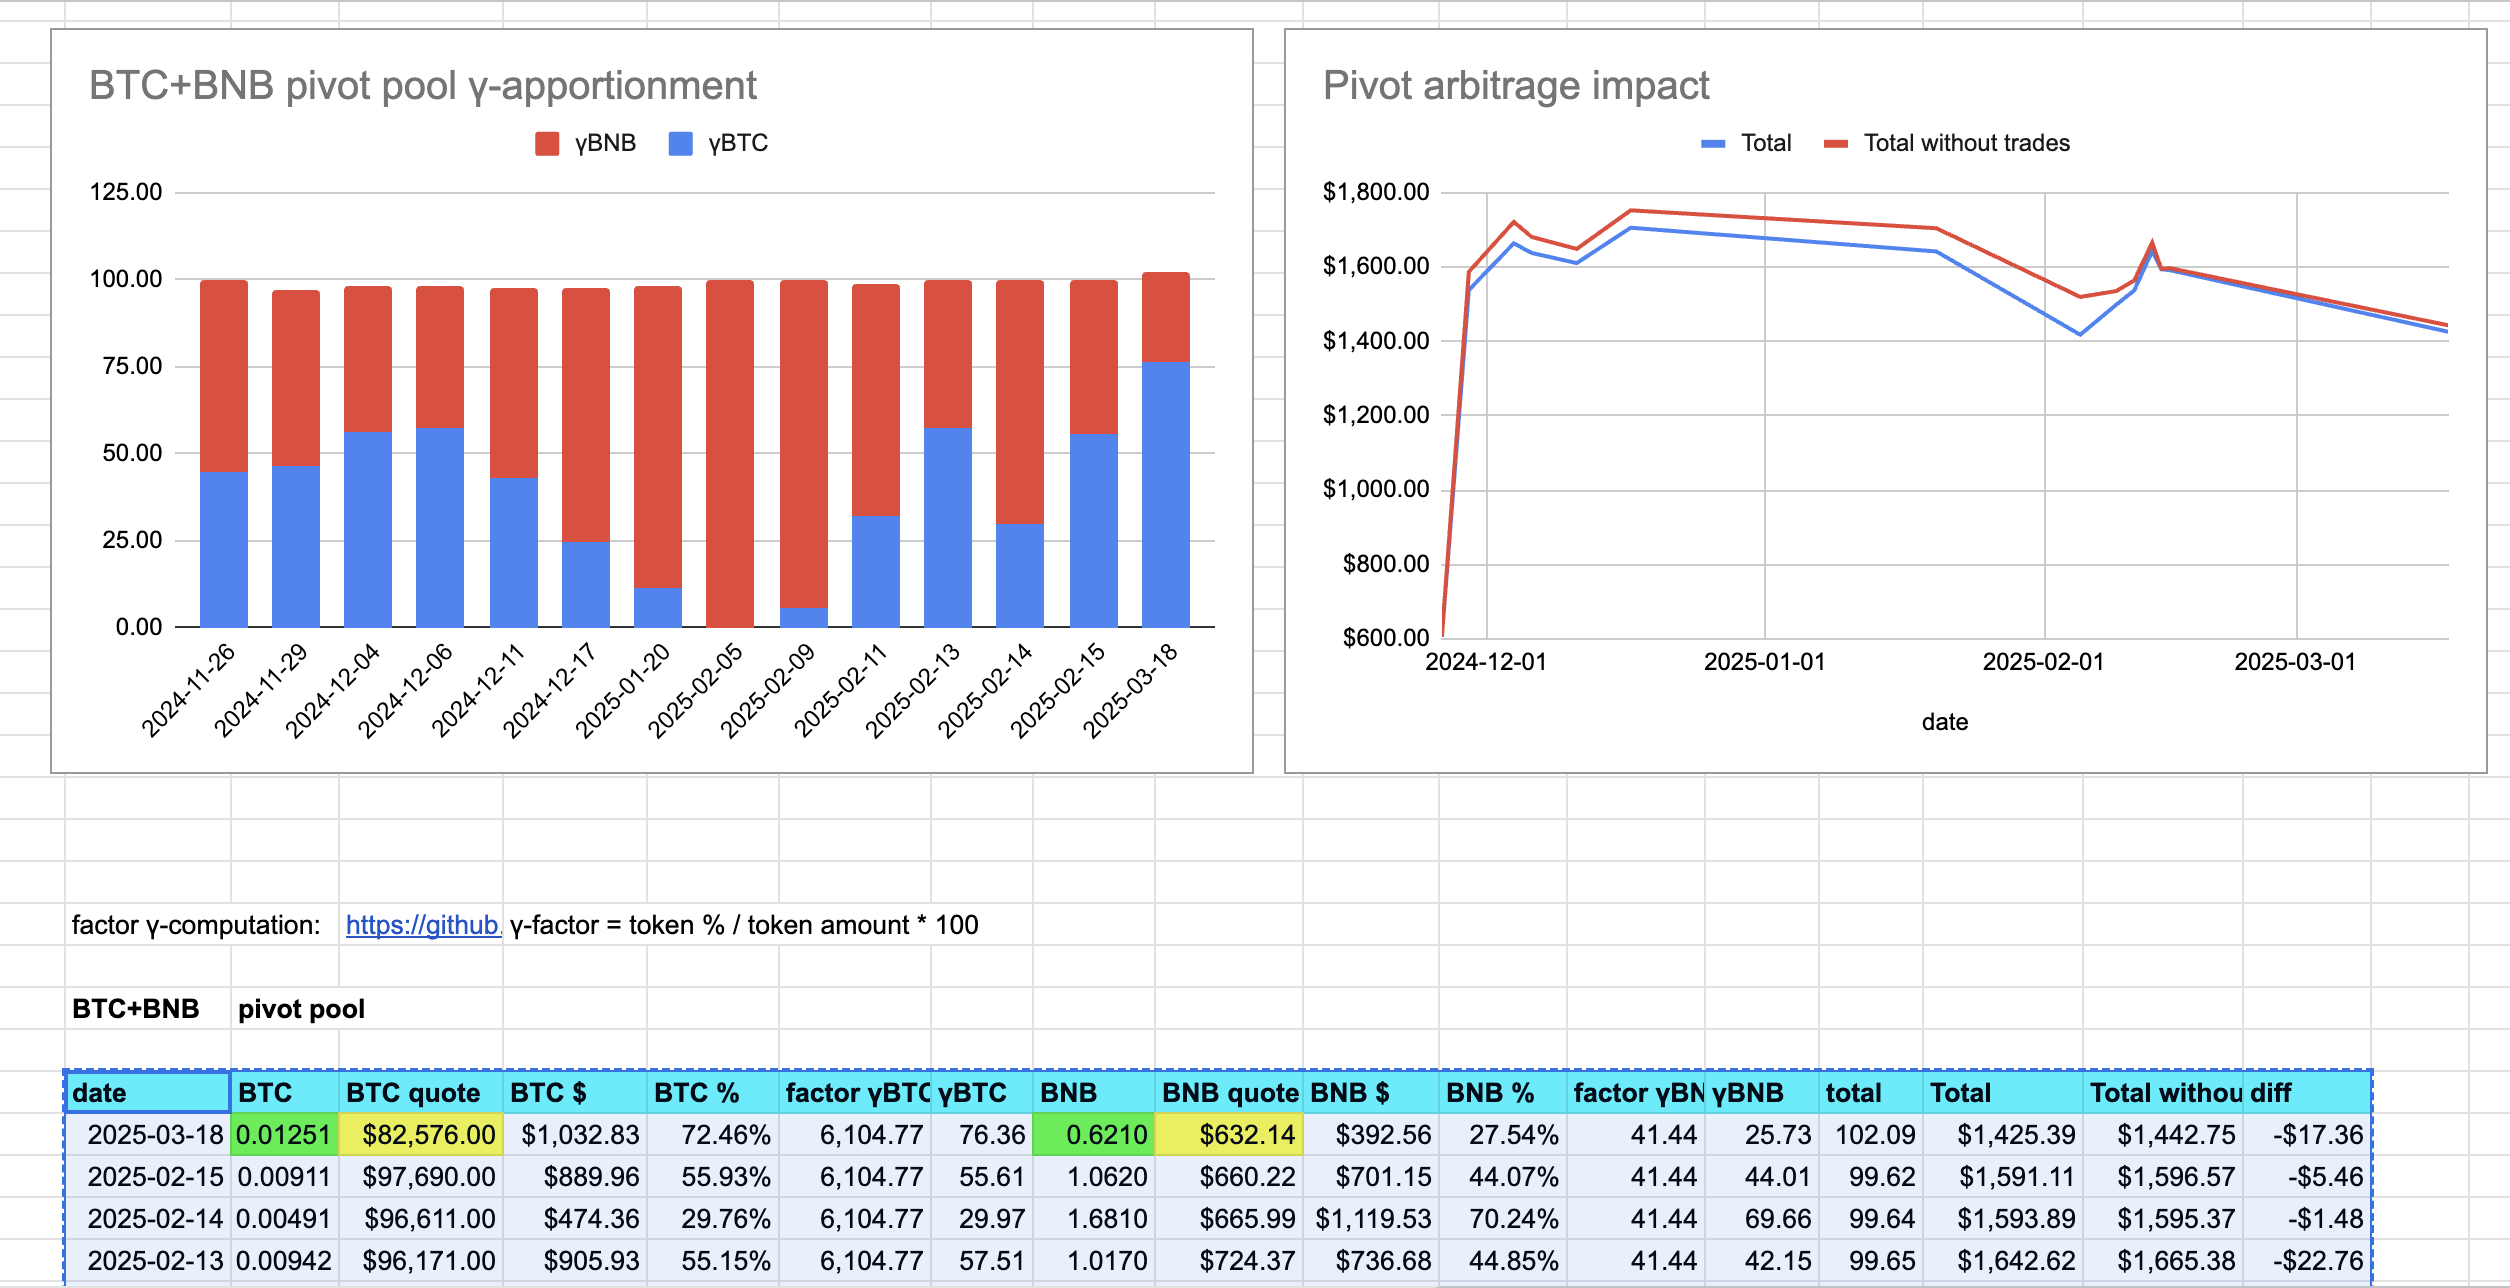 BTC+BNB pivot pool γ-apportionment
γBNB γBTC
125.00
100.00
75.00
50.00
25.00
0.00
2024-11-26 2024-11-29 2024-12-04 2024-12-06 2024-12-11 2024-12-17 2025-01-20 2025-02-05 2025-02-09 2025-02-11 2025-02-13 2025-02-14 2025-02-15 2025-03-18
Pivot arbitrage impact
Total Total without trades
$1,800.00
$1,600.00
$1,400.00
$1,200.00
$1,000.00
$800.00
$600.00
2024-12-01 2025-01-01 2025-02-01 2025-03-01
date
factor γ-computation: https://github. γ-factor = token % / token amount * 100
BTC+BNB pivot pool
date BTC BTC quote BTC $ BTC % factor γBTC γBTC BNB BNB quote BNB $ BNB % factor γBN γBNB total Total Total withou diff
2025-03-18 0.01251 $82,576.00 $1,032.83 72.46% 6,104.77 76.36 0.6210 $632.14 $392.56 27.54% 41.44 25.73 102.09 $1,425.39 $1,442.75 -$17.36
2025-02-15 0.00911 $97,690.00 $889.96 55.93% 6,104.77 55.61 1.0620 $660.22 $701.15 44.07% 41.44 44.01 99.62 $1,591.11 $1,596.57 -$5.46
2025-02-14 0.00491 $96,611.00 $474.36 29.76% 6,104.77 29.97 1.6810 $665.99 $1,119.53 70.24% 41.44 69.66 99.64 $1,593.89 $1,595.37 -$1.48
2025-02-13 0.00942 $96,171.00 $905.93 55.15% 6,104.77 57.51 1.0170 $724.37 $736.68 44.85% 41.44 42.15 99.65 $1,642.62 $1,665.38 -$22.76